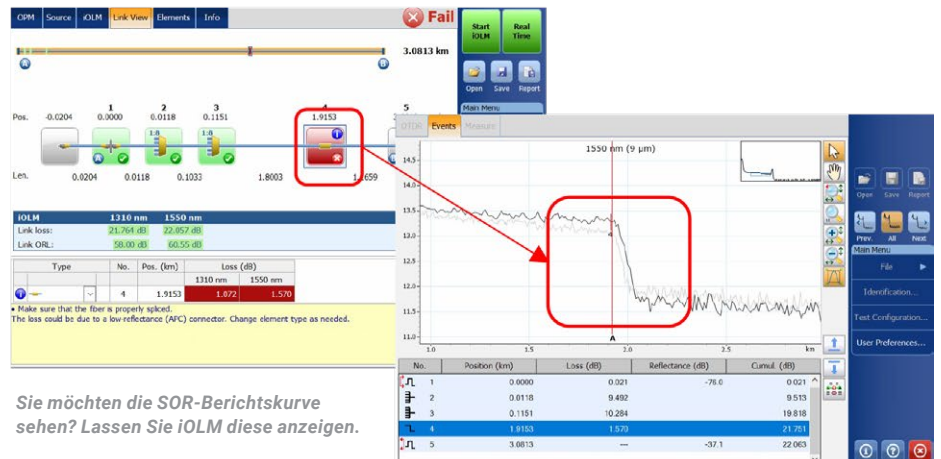 OPM Source iOLM Link View Elements Info
Fail
Start iOLM
Real Time
3.0813 km
A
B
Open Save Report
Main Menu
1 2 3 4 5
Pos. -0.0204 0.0000 0.0118 0.1151 1.9153
1:8 1:8
A
Len. 0.0204 0.0118 0.1033 1.8003
iOLM 1310 nm 1550 nm
Link loss: 21.764 dB 22.057 dB
Link ORL: 58.00 dB 60.55 dB
Type No. Pos. (km) Loss (dB)
1310 nm 1550 nm
4 1.9153 1.072 1.570
• Make sure that the fiber is properly spliced.
The loss could be due to a low-reflectance (APC) connector. Change element type as needed.
Sie möchten die SOR-Berichtskurve
sehen? Lassen Sie iOLM diese anzeigen.
OTDR Events Measure
1550 nm (9 µm)
14.5
14.0
13.5
13.0
12.5
12.0
11.5
11.0
4
A
1.0 1.5 2.0 2.5 km
No. Position (km) Loss (dB) Reflectance (dB) Cumul. (dB)
1 0.0000 0.021 -76.0 0.021
2 0.0118 9.492 9.513
3 0.1151 10.284 19.818
4 1.9153 1.570 21.751
5 3.0813 --- -37.1 22.063
Open Save Report
Prev. All Next
Main Menu
File
Identification...
Test Configuration...
User Preferences...